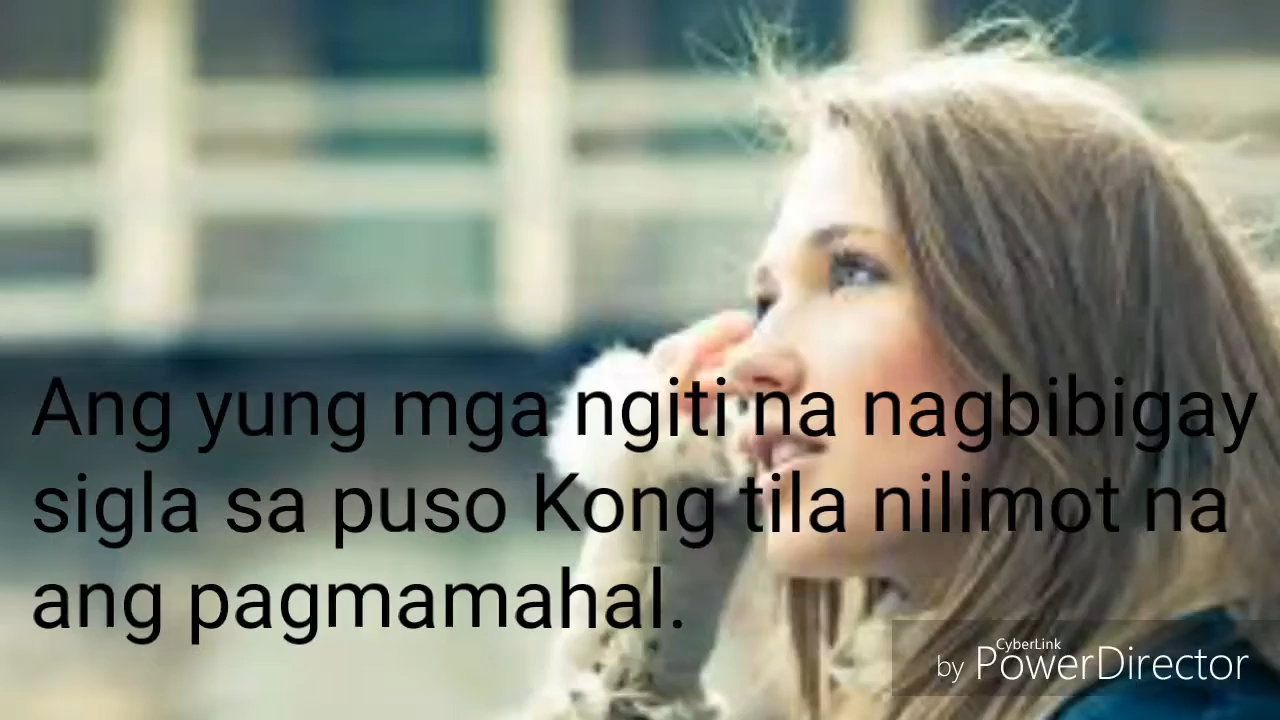 Ang yung mga ngiti na nagbibigay
sigla sa puso Kong tila nilimot na
ang pagmamahal.
CyberLink
by PowerDirector